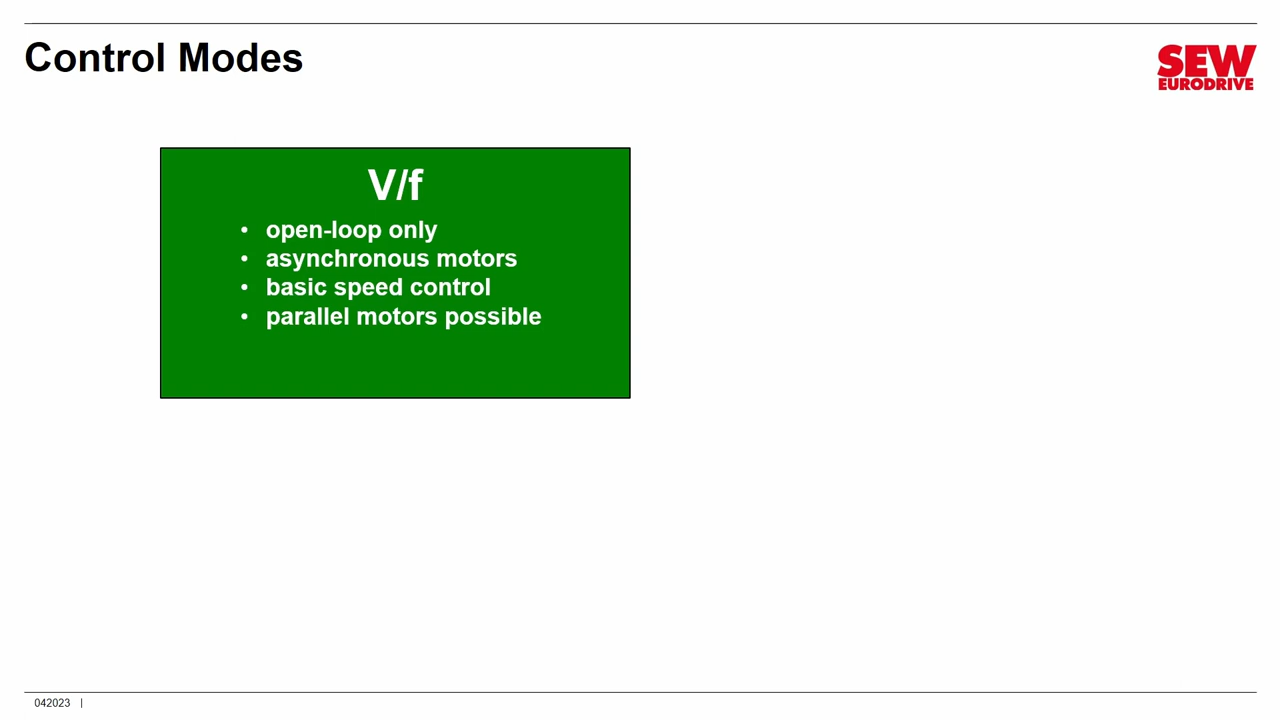 Control Modes
SEW
EURODRIVE
V/f
• open-loop only
• asynchronous motors
• basic speed control
• parallel motors possible
042023 |